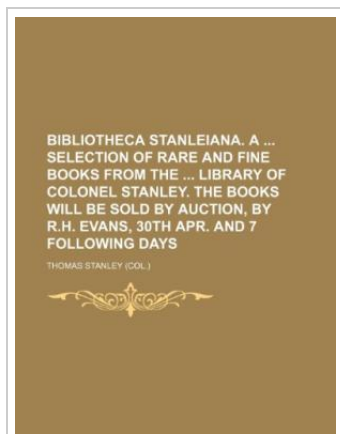 BIBLIOTHECA STANLEIANA. A ...
SELECTION OF RARE AND FINE
BOOKS FROM THE ... LIBRARY OF
COLONEL STANLEY. THE BOOKS
WILL BE SOLD BY AUCTION, BY
R.H. EVANS, 30TH APR. AND 7
FOLLOWING DAYS
THOMAS STANLEY (COL.)